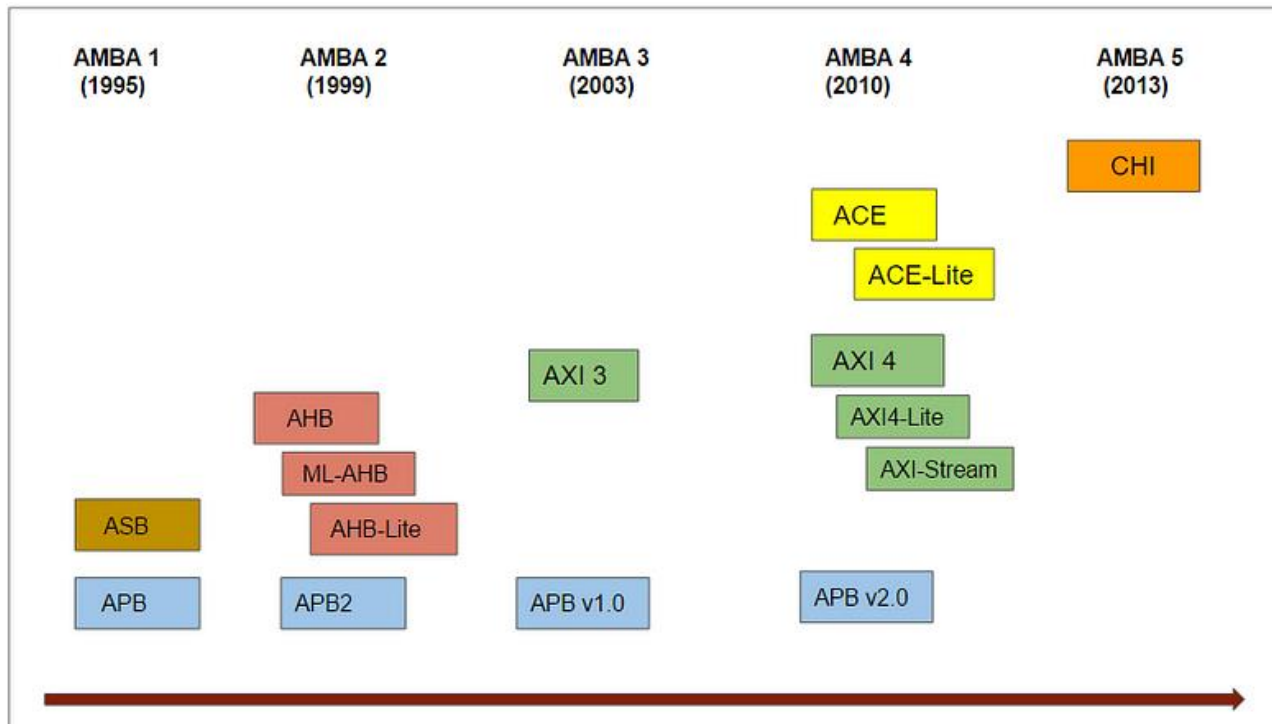 AMBA 1
(1995)
AMBA 2
(1999)
AMBA 3
(2003)
AMBA 4
(2010)
AMBA 5
(2013)
CHI
ACE
ACE-Lite
AXI 3
AXI 4
AHB
AXI4-Lite
ML-AHB
AXI-Stream
ASB
AHB-Lite
APB
APB2
APB v1.0
APB v2.0